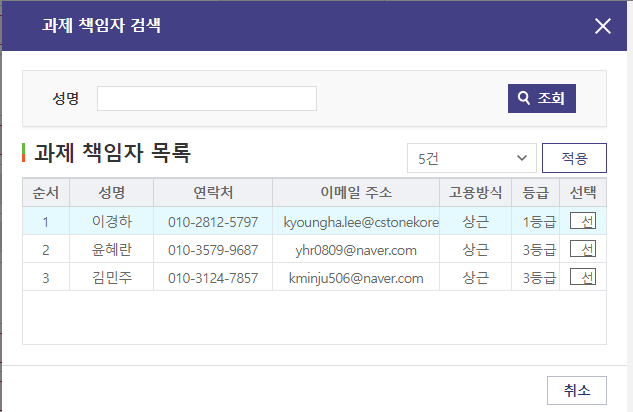 과제 책임자 검색
성명
조회
과제 책임자 목록
5건
적용
순서 성명 연락처 이메일 주소 고용방식 등급 선택
1 이경하 010-2812-5797 kyoungha.lee@cstonekore 상근 1등급 선
2 윤혜란 010-3579-9687 yhr0809@naver.com 상근 3등급 선
3 김민주 010-3124-7857 kminju506@naver.com 상근 3등급 선
취소